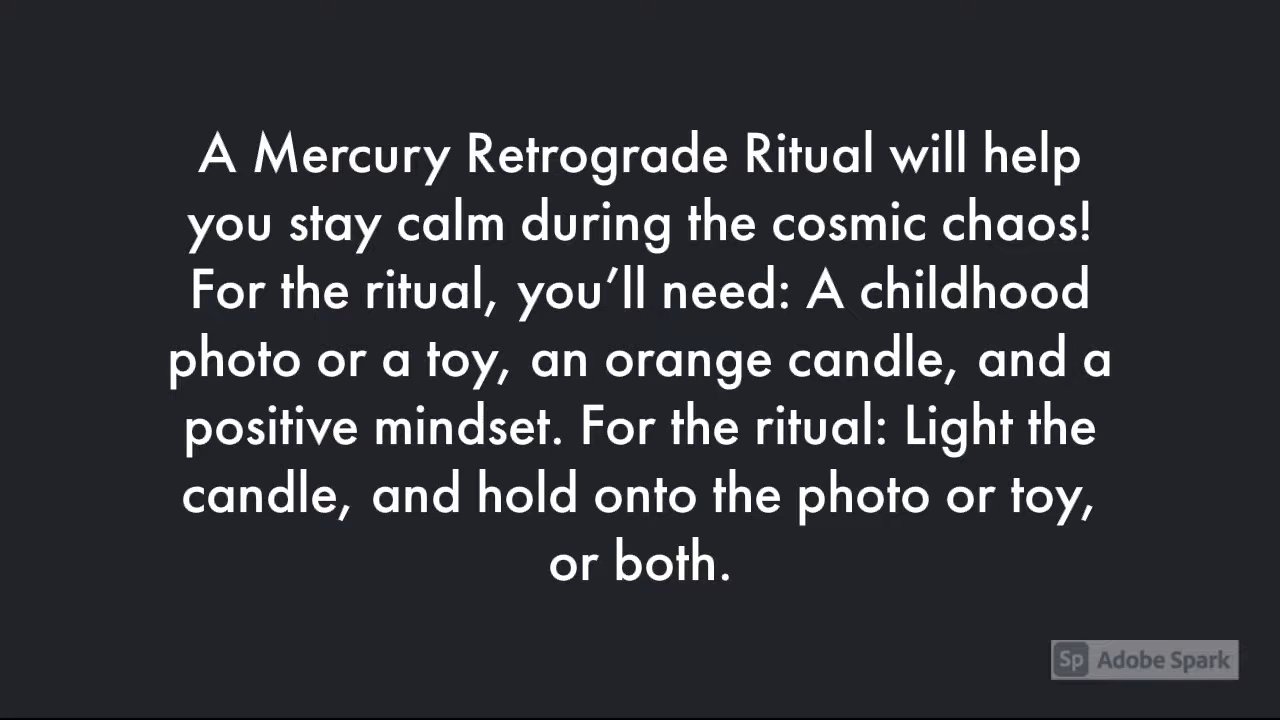 A Mercury Retrograde Ritual will help
you stay calm during the cosmic chaos!
For the ritual, you’ll need: A childhood
photo or a toy, an orange candle, and a
positive mindset. For the ritual: Light the
candle, and hold onto the photo or toy,
or both.
Sp Adobe Spark